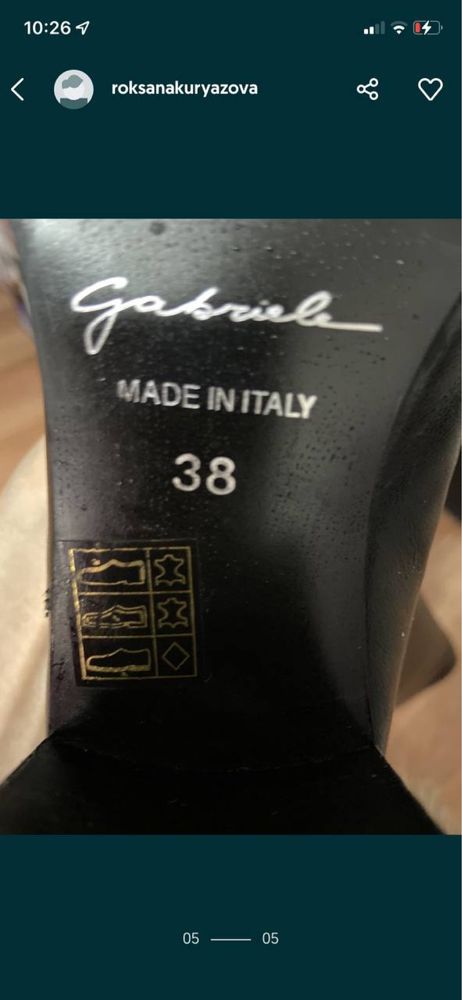 10:26
roksanakuryazova
Gabriele
MADE IN ITALY
38
05
05